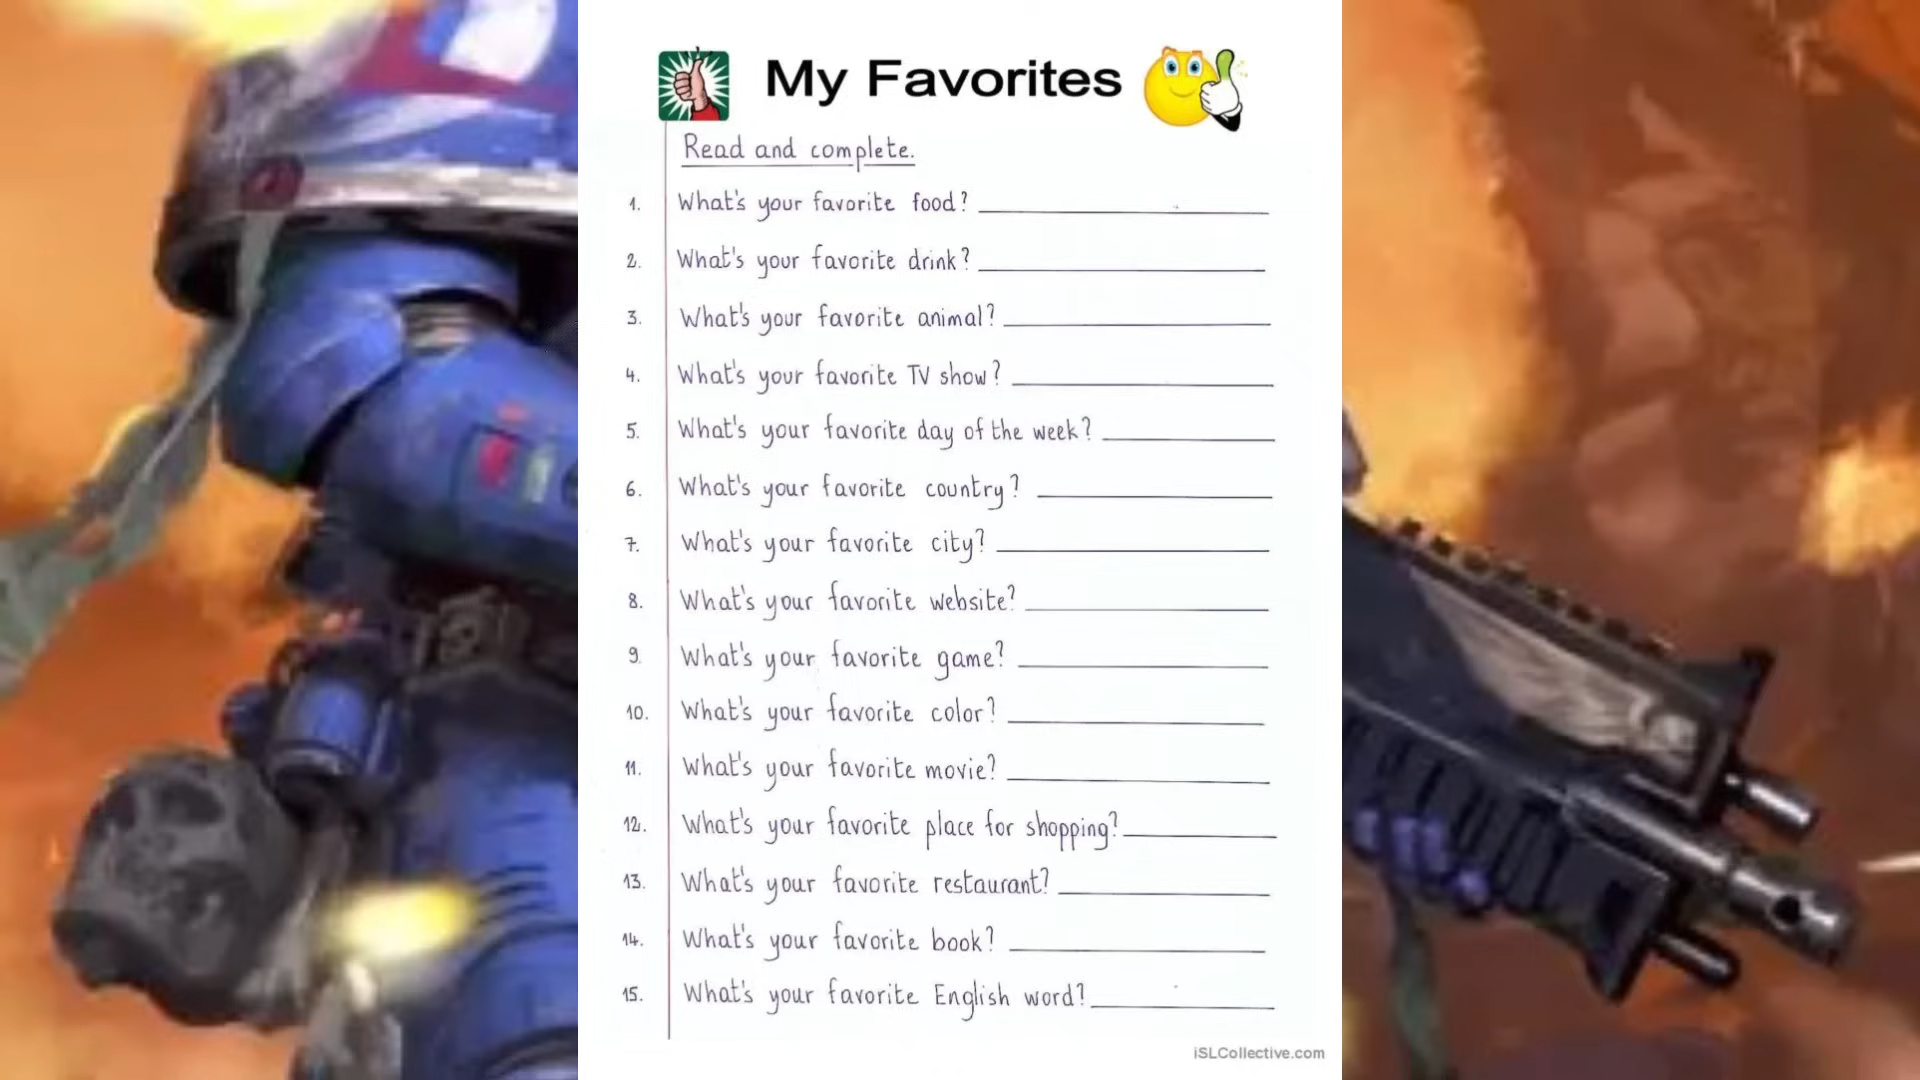 My Favorites
Read and complete.
1. What's your favorite food?
2. What's your favorite drink?
3. What's your favorite animal?
4. What's your favorite TV show?
5. What's your favorite day of the week?
6. What's your favorite country?
7. What's your favorite city?
8. What's your favorite website?
9. What's your favorite game?
10. What's your favorite color?
11. What's your favorite movie?
12. What's your favorite place for shopping?
13. What's your favorite restaurant?
14. What's your favorite book?
15. What's your favorite English word?
iSLCollective.com